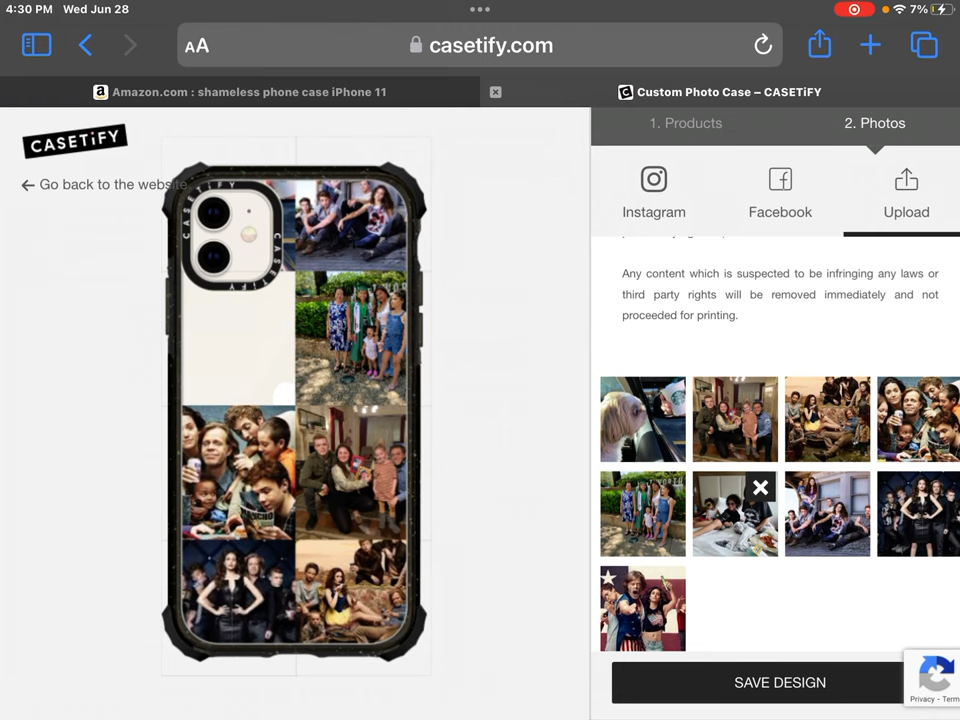 4:30 PM Wed Jun 28
7%
AA
casetify.com
Amazon.com : shameless phone case iPhone 11
Custom Photo Case – CASETiFY
CASETiFY
← Go back to the website
1. Products
2. Photos
Instagram
Facebook
Upload
Any content which is suspected to be infringing any laws or
third party rights will be removed immediately and not
proceeded for printing.
CASETIFY
CASETIFY
SAVE DESIGN
Privacy - Term